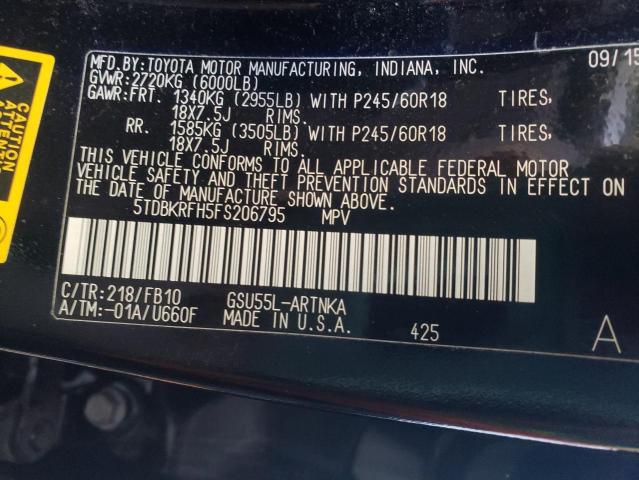 MFD.BY:TOYOTA MOTOR MANUFACTURING, INDIANA, INC. 09/15
GVWR:2720KG (6000LB)
GAWR:FRT. 1340KG (2955LB) WITH P245/60R18 TIRES,
18X7.5J RIMS.
RR. 1585KG (3505LB) WITH P245/60R18 TIRES,
18X7.5J RIMS.
THIS VEHICLE CONFORMS TO ALL APPLICABLE FEDERAL MOTOR
VEHICLE SAFETY AND THEFT PREVENTION STANDARDS IN EFFECT ON
THE DATE OF MANUFACTURE SHOWN ABOVE.
5TDBKRFH5FS206795 MPV
C/TR:218/FB10 GSU55L-ARTNKA
A/TM:-01A/U660F MADE IN U.S.A. 425 A
CAUTION
ATTENTION